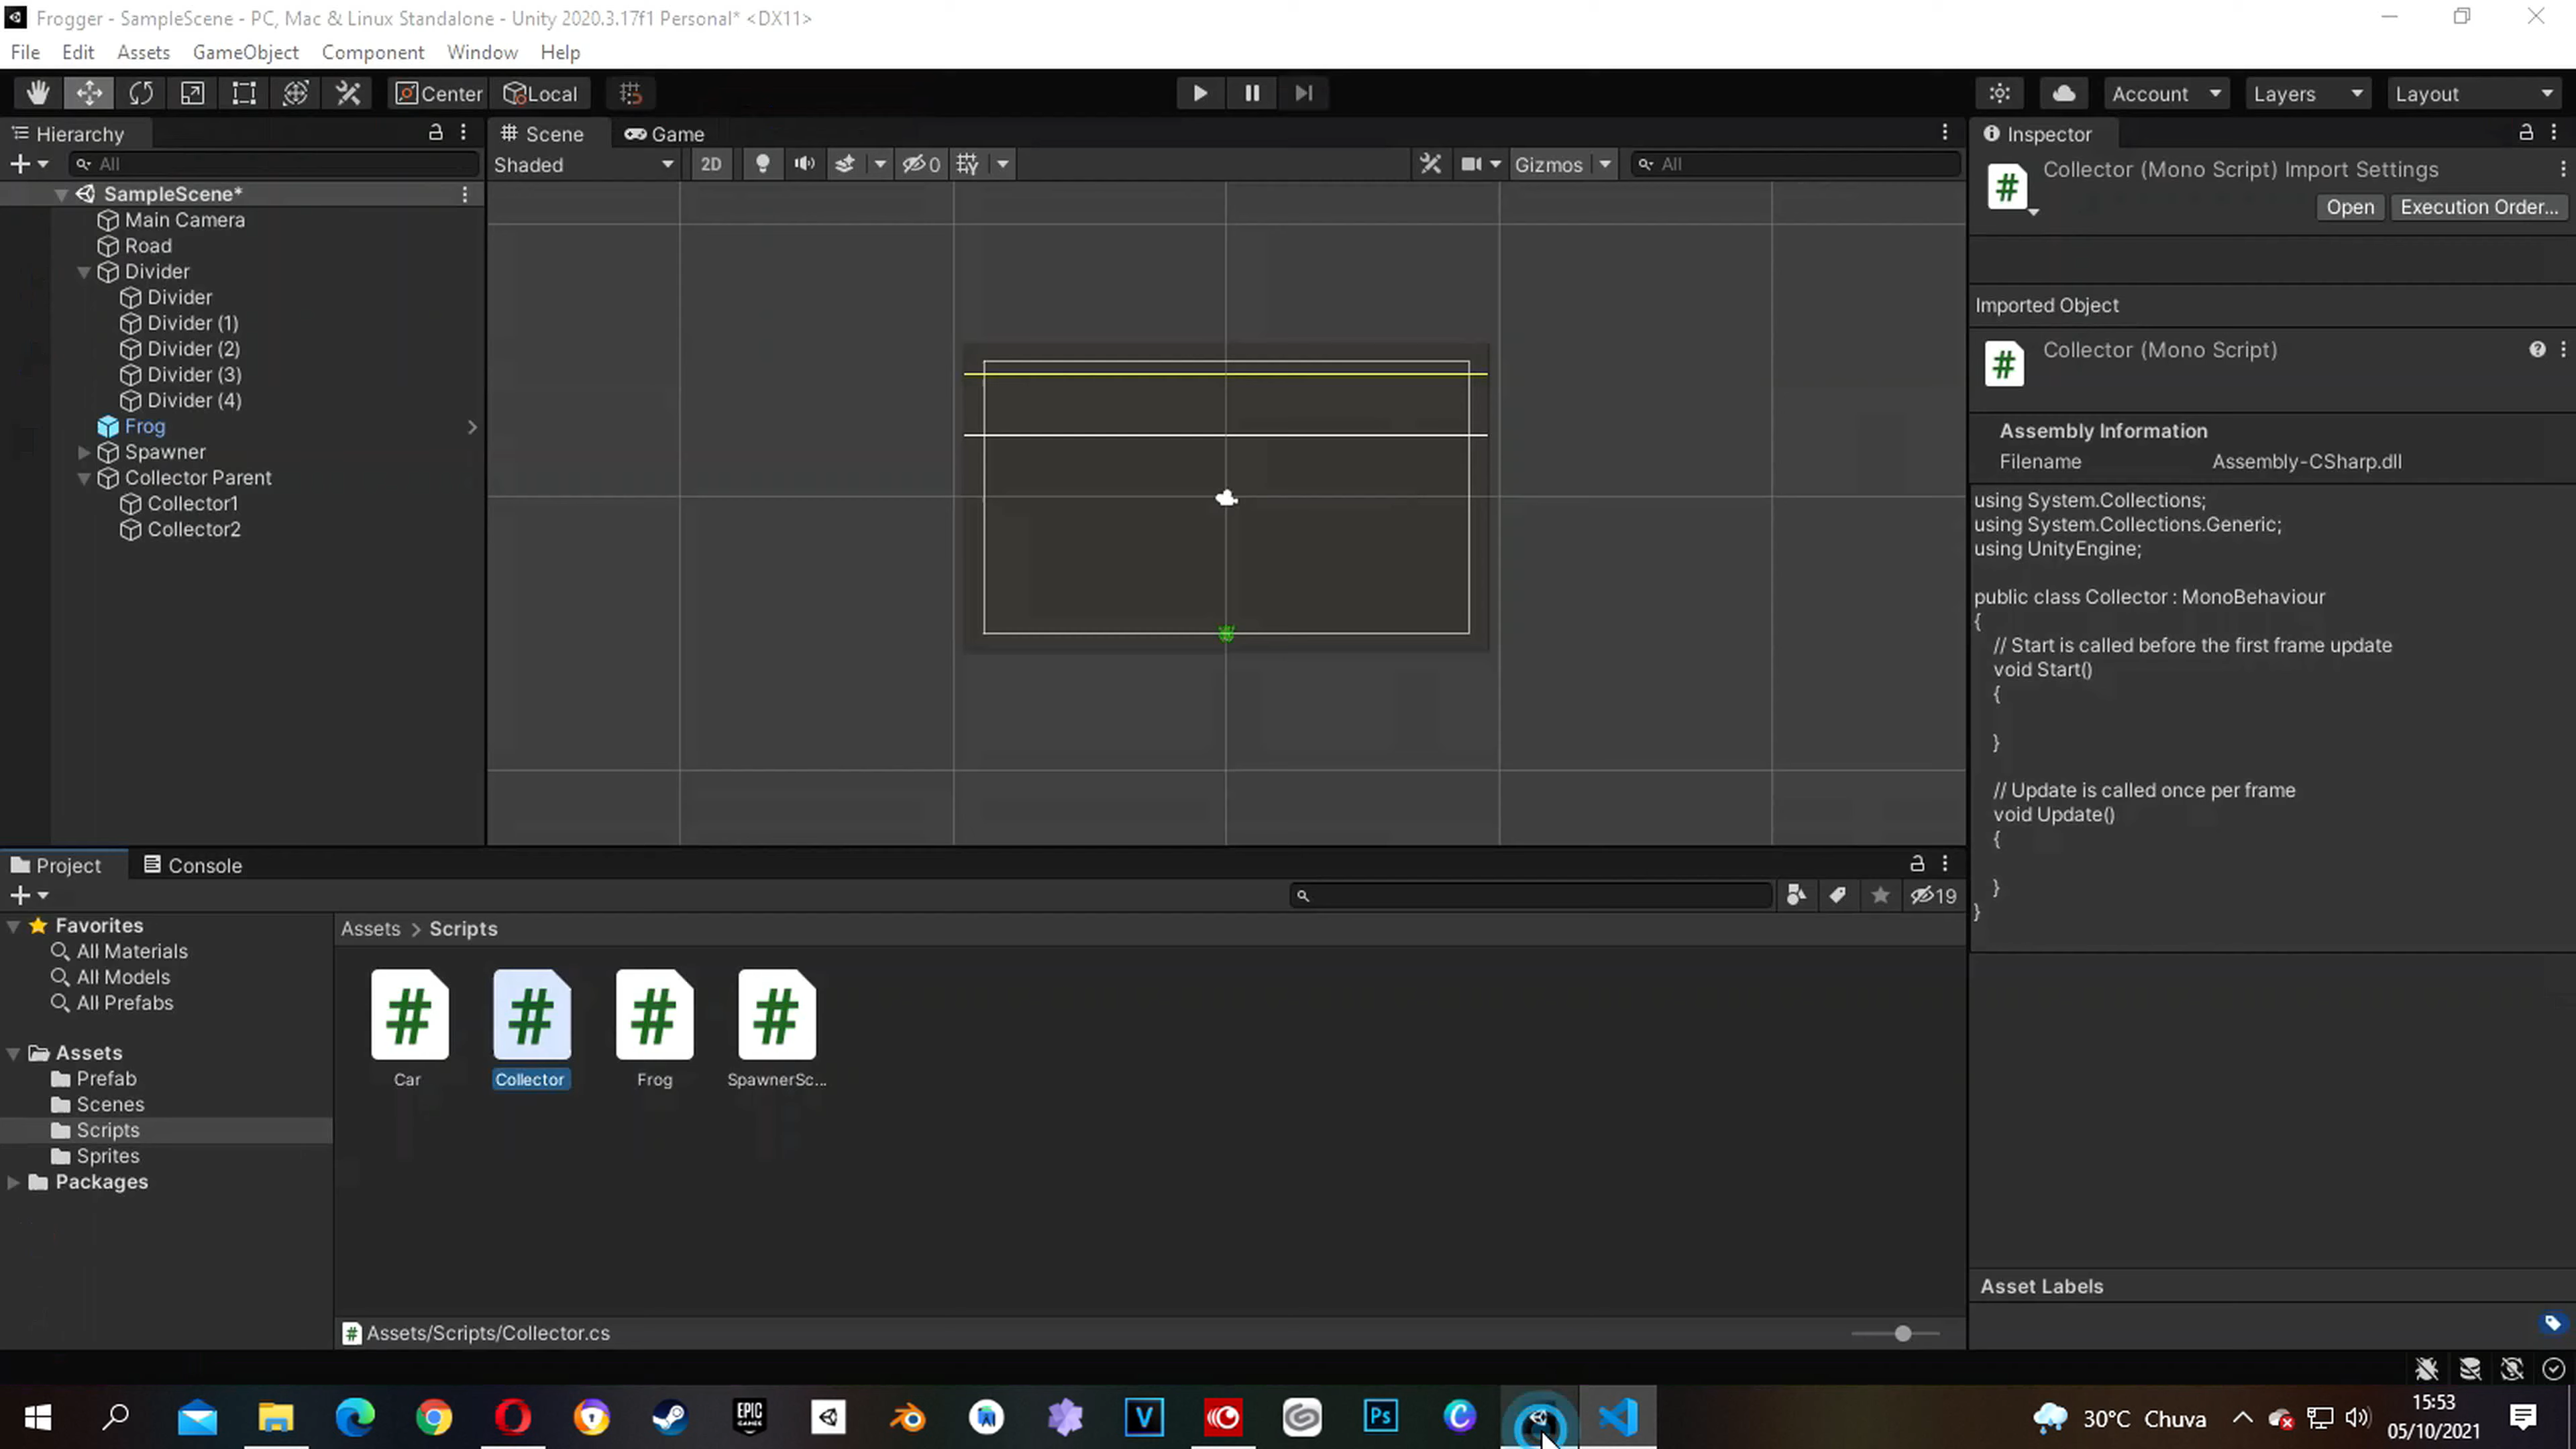 Frogger - SampleScene - PC, Mac & Linux Standalone - Unity 2020.3.17f1 Personal* <DX11>
File Edit Assets GameObject Component Window Help
Center Local Account Layers Layout
Hierarchy
All
SampleScene*
Main Camera
Road
Divider
Divider
Divider (1)
Divider (2)
Divider (3)
Divider (4)
Frog
Spawner
Collector Parent
Collector1
Collector2
Scene Game
Shaded 2D 0 Gizmos All
Inspector
Collector (Mono Script) Import Settings
Open Execution Order...
Imported Object
Collector (Mono Script)
Assembly Information
Filename Assembly-CSharp.dll
using System.Collections;
using System.Collections.Generic;
using UnityEngine;
public class Collector : MonoBehaviour
{
// Start is called before the first frame update
void Start()
{
}
// Update is called once per frame
void Update()
{
}
}
Asset Labels
Project Console
19
Favorites
All Materials
All Models
All Prefabs
Assets
Prefab
Scenes
Scripts
Sprites
Packages
Assets > Scripts
# # # #
Car Collector Frog SpawnerSc...
Assets/Scripts/Collector.cs
EPIC GAMES
V
Ps
C
30°C Chuva
15:53
05/10/2021